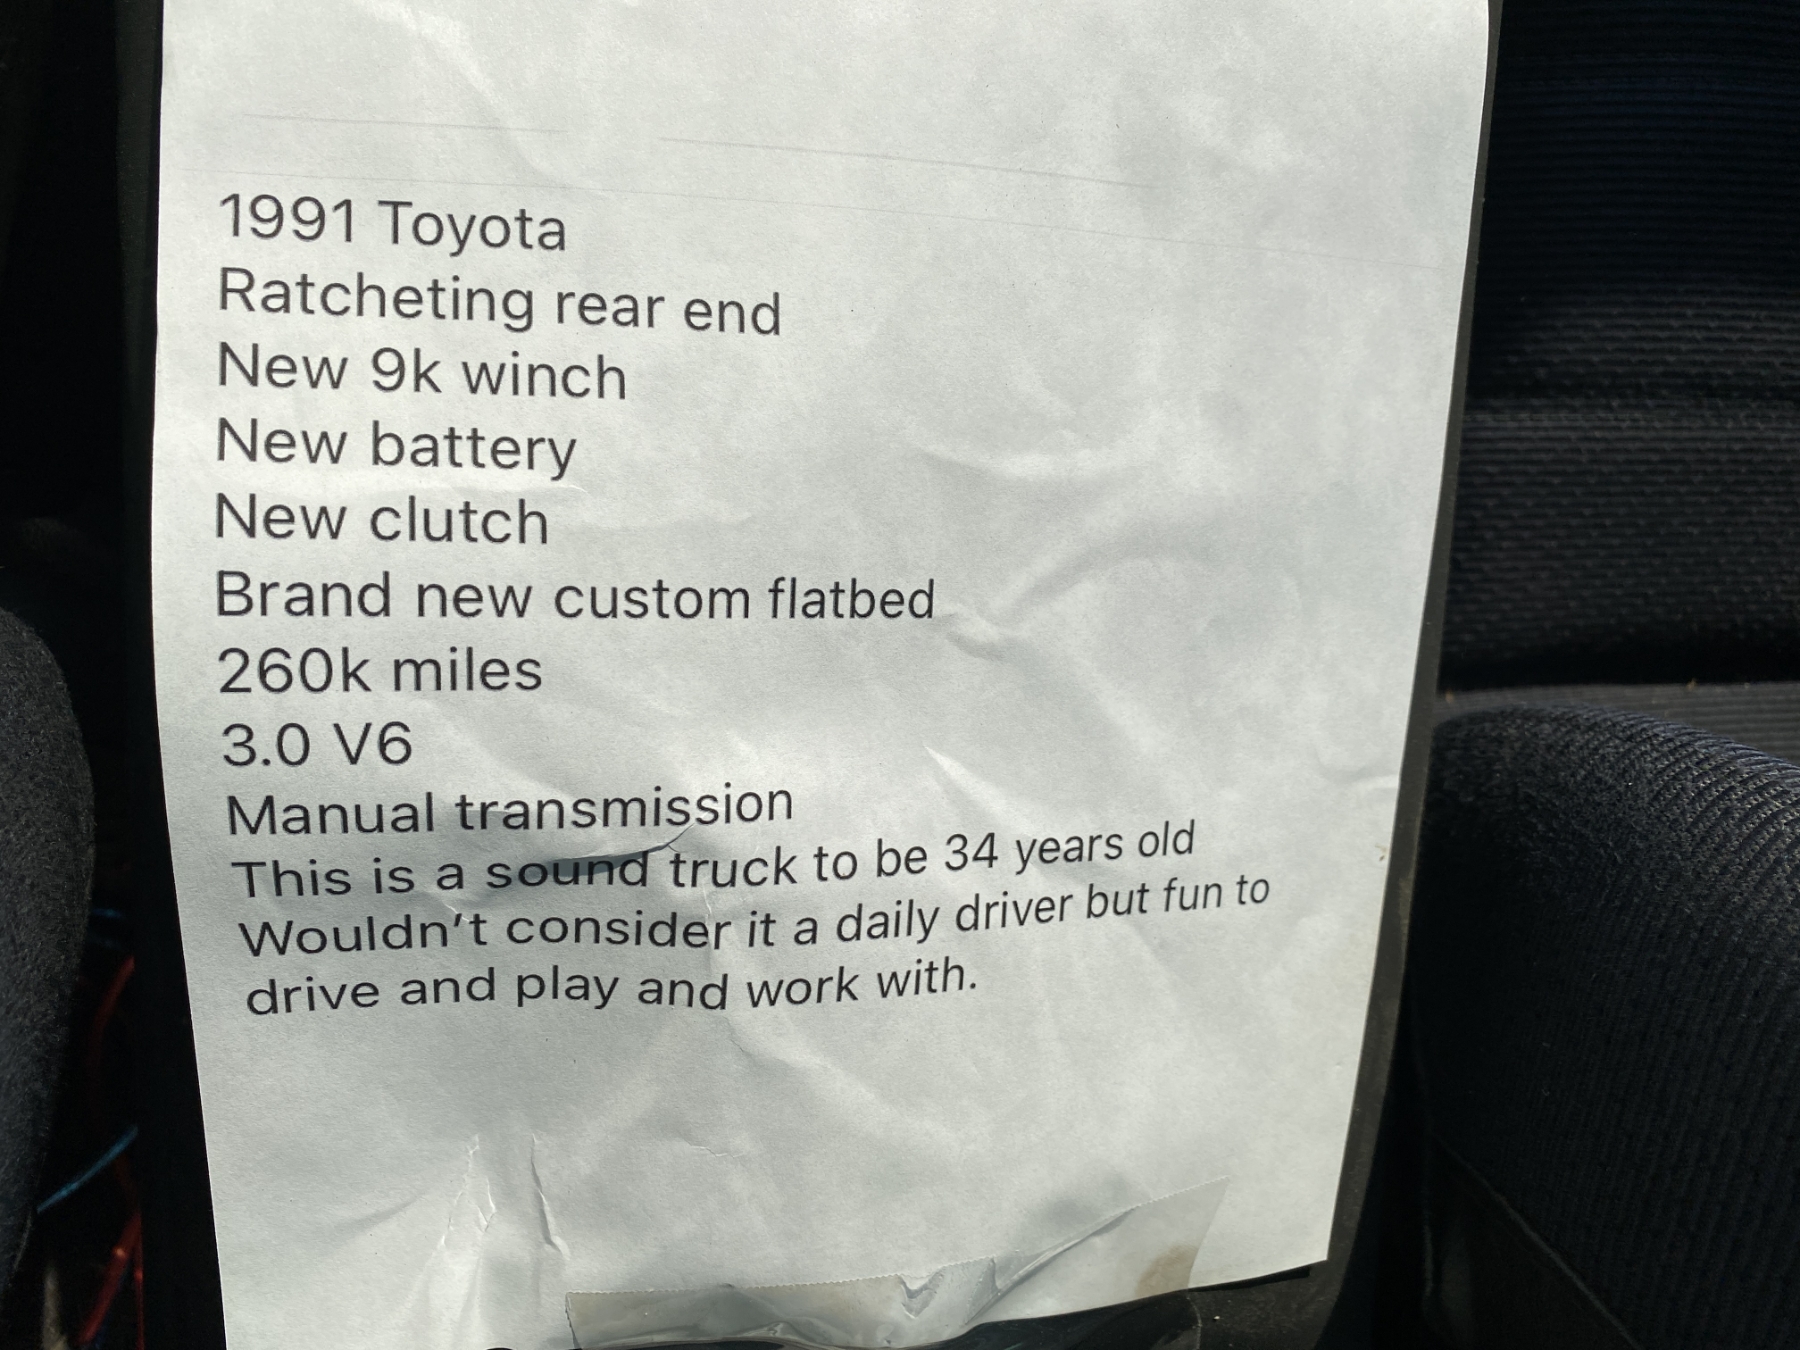 1991 Toyota
Ratcheting rear end
New 9k winch
New battery
New clutch
Brand new custom flatbed
260k miles
3.0 V6
Manual transmission
This is a sound truck to be 34 years old
Wouldn’t consider it a daily driver but fun to
drive and play and work with.